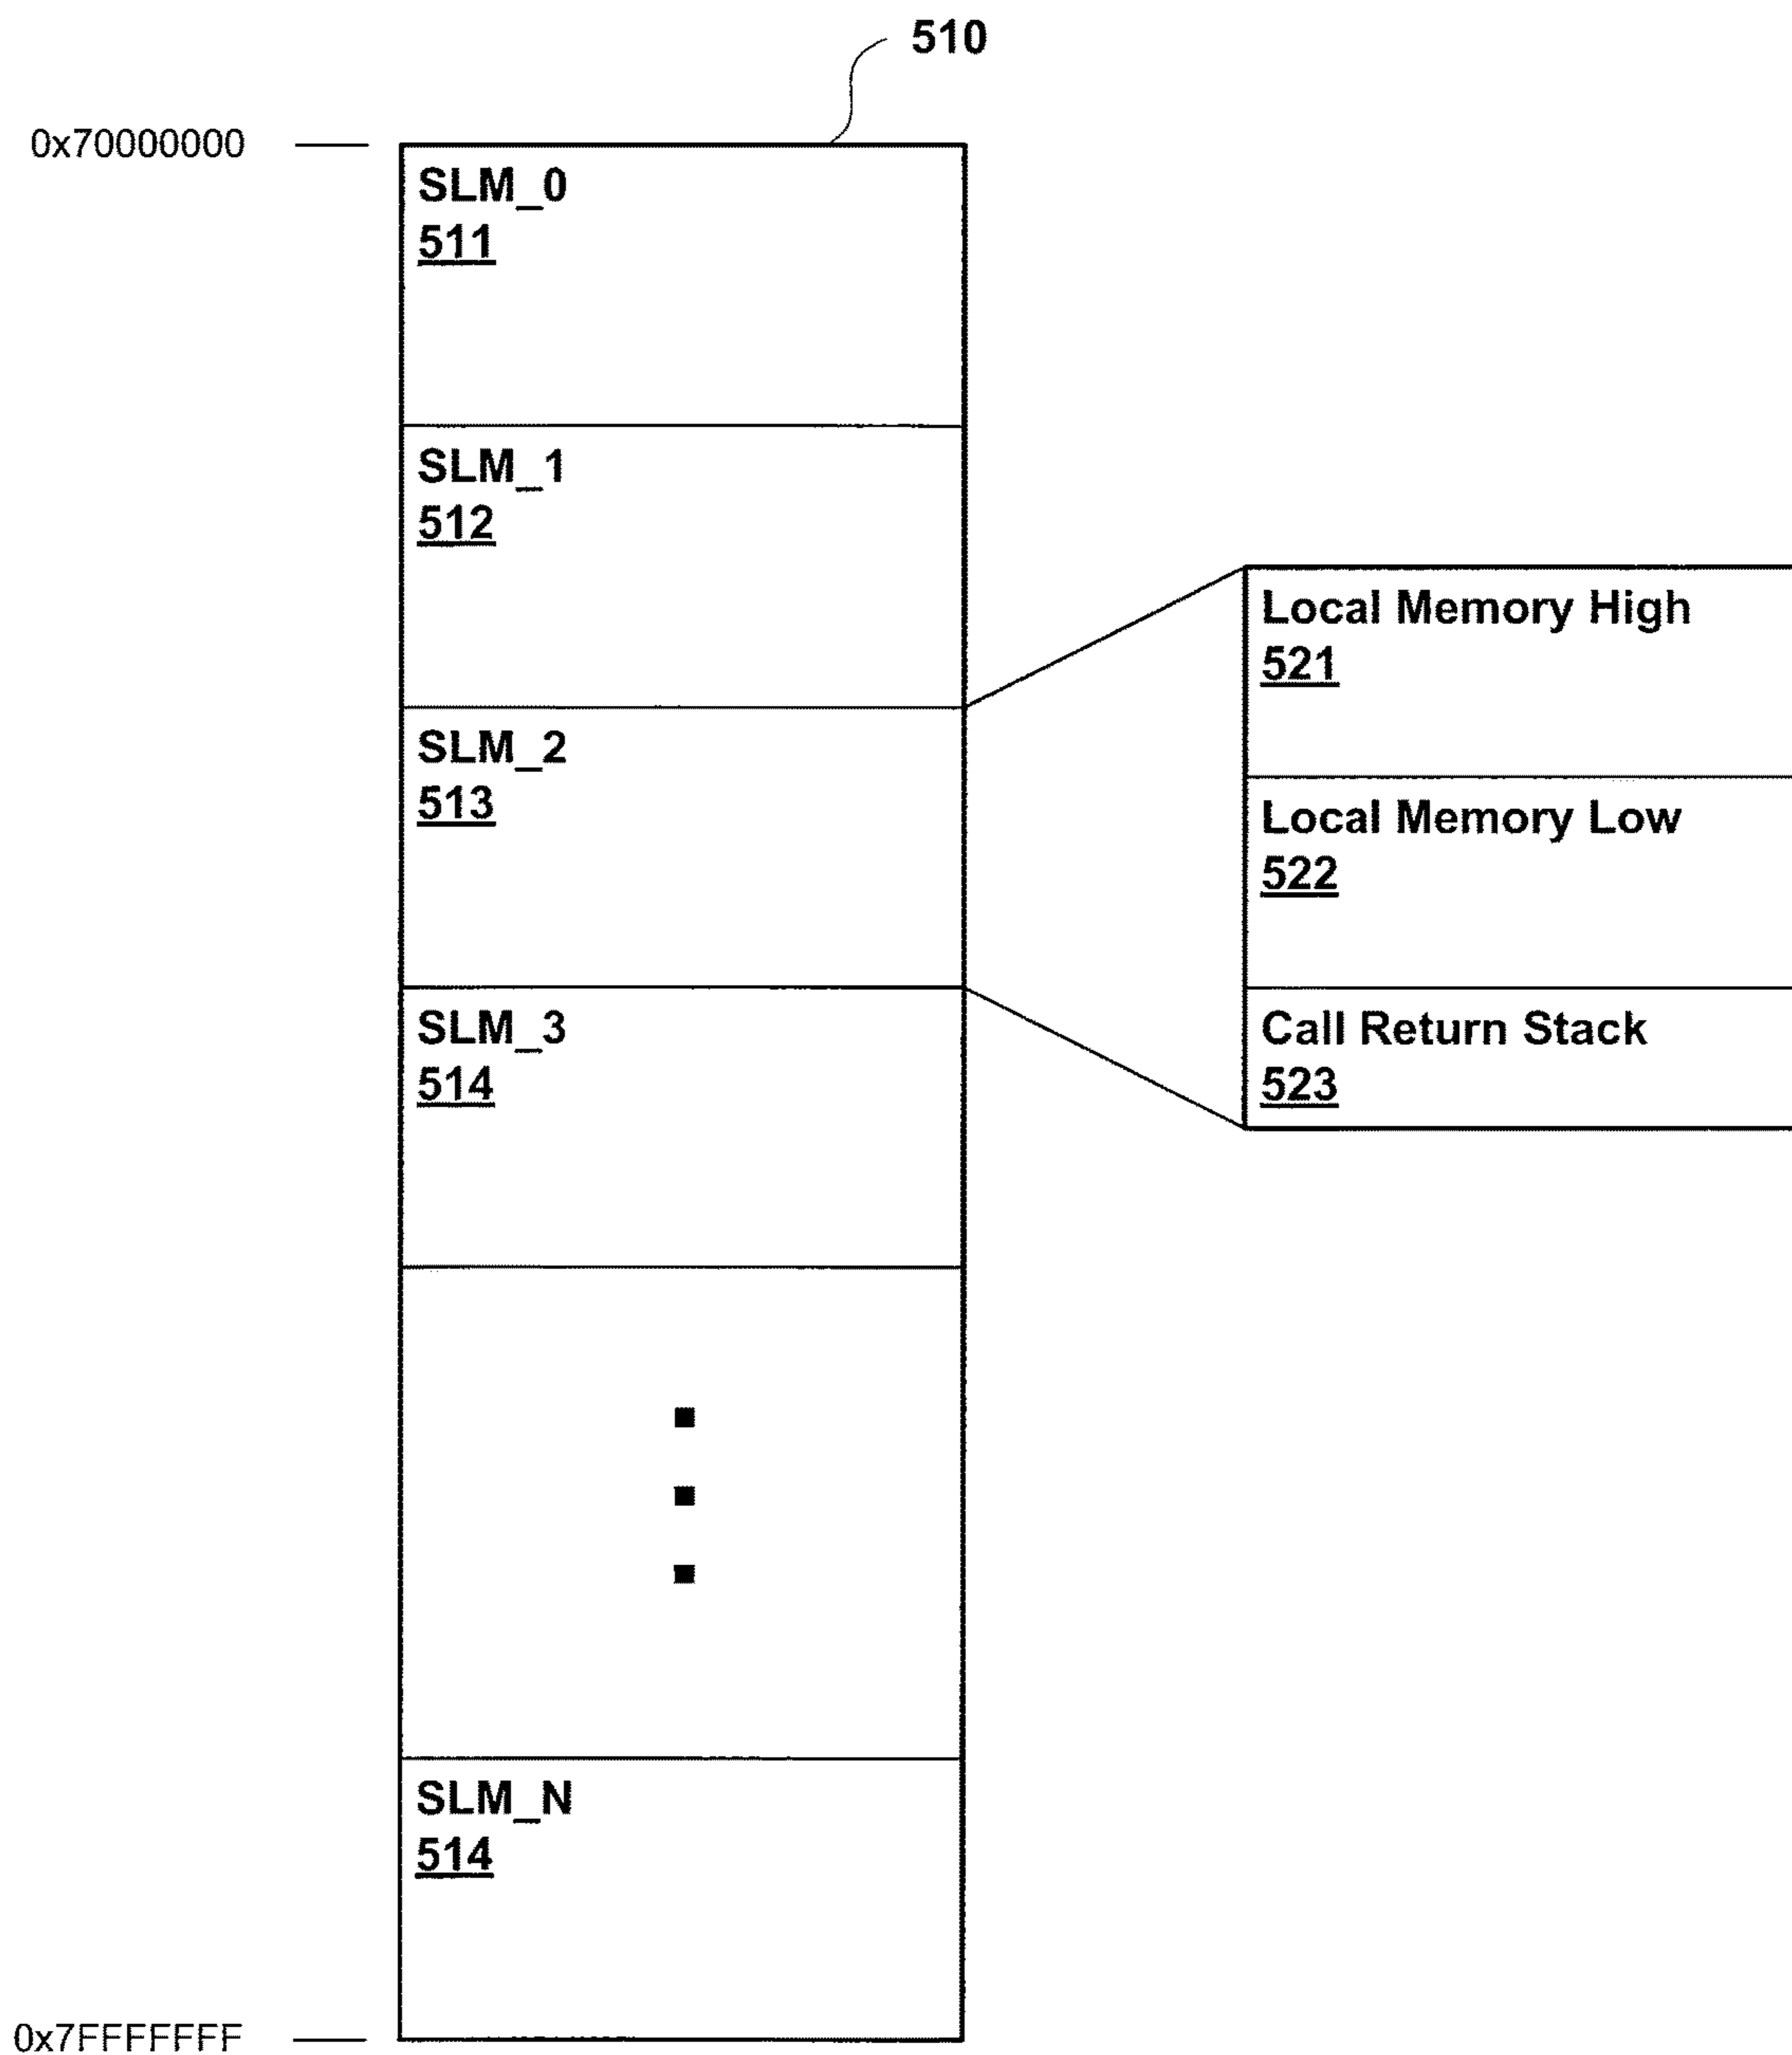 510
0x70000000
SLM_0
511
SLM_1
512
Local Memory High
521
SLM_2
513
Local Memory Low
522
SLM_3
514
Call Return Stack
523
SLM_N
514
0x7FFFFFFF